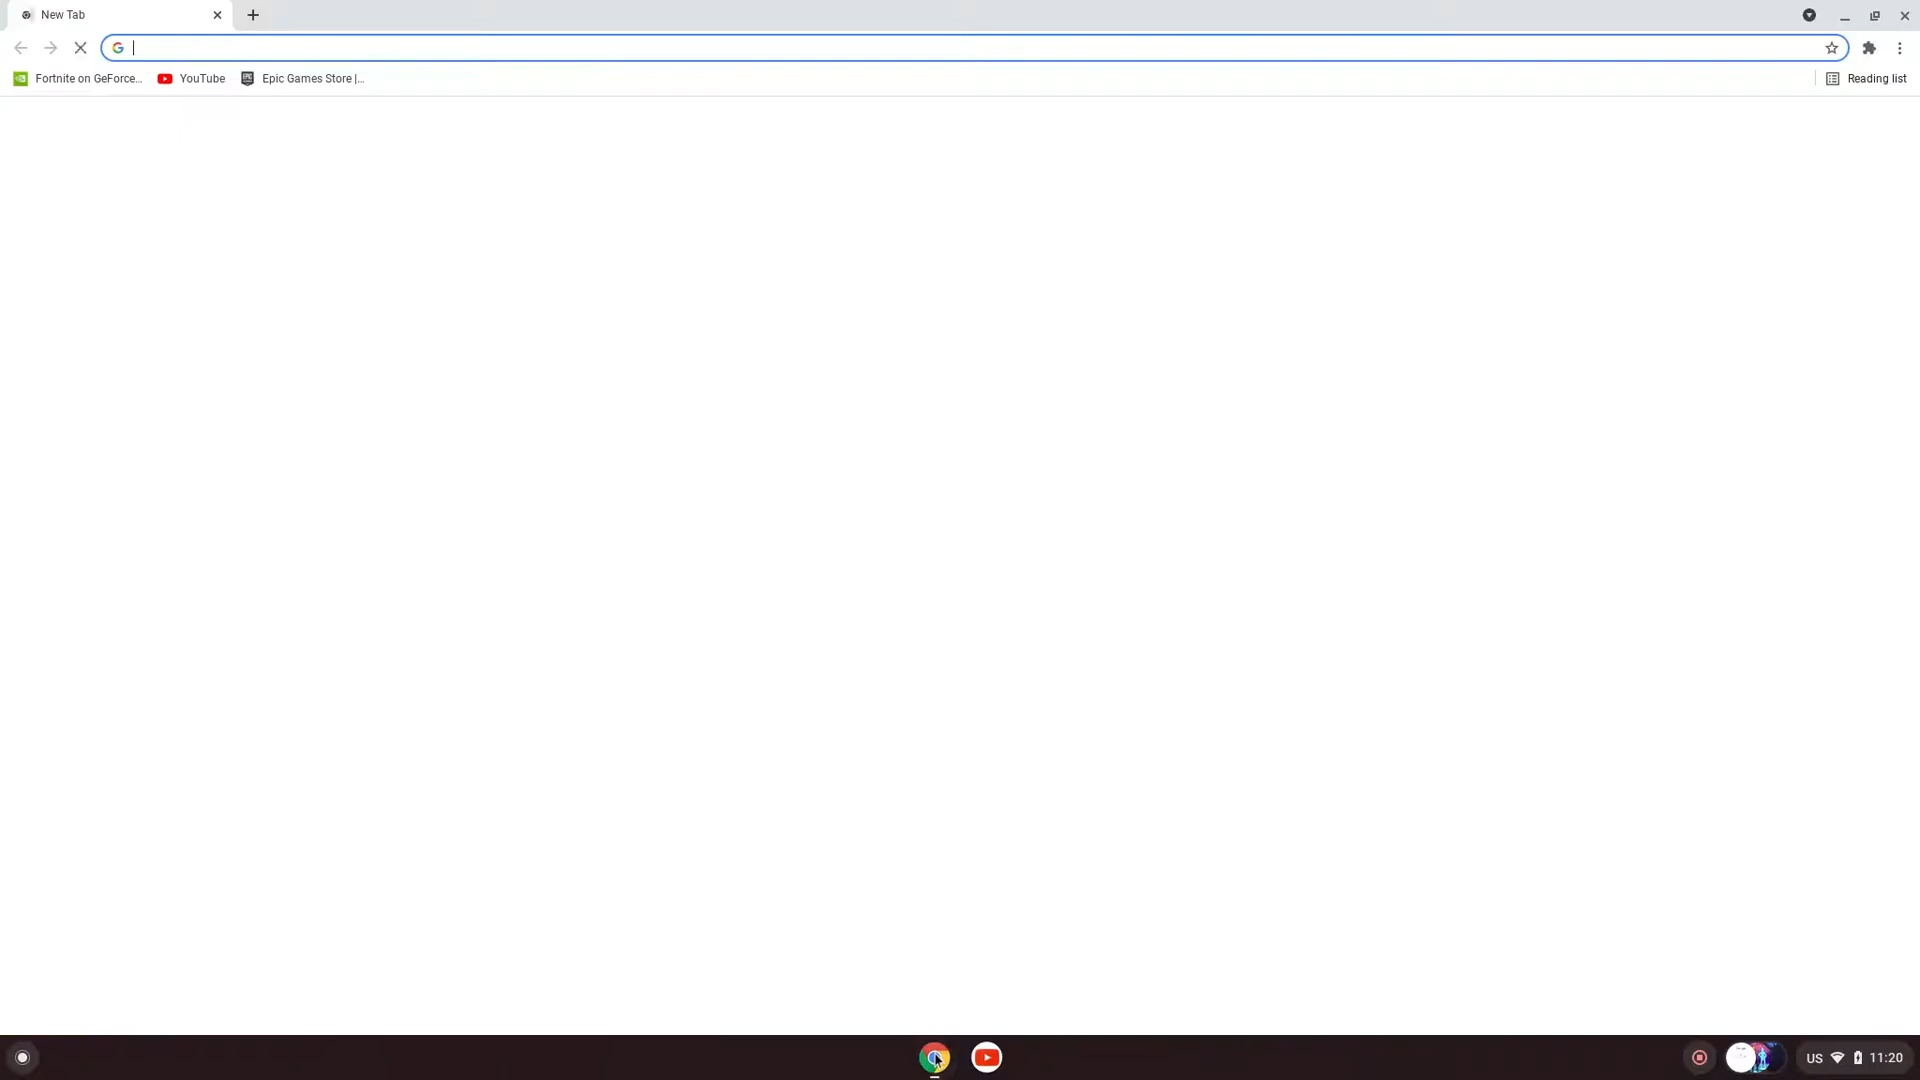 New Tab
Fortnite on GeForce...
YouTube
Epic Games Store |...
Reading list
US
11:20